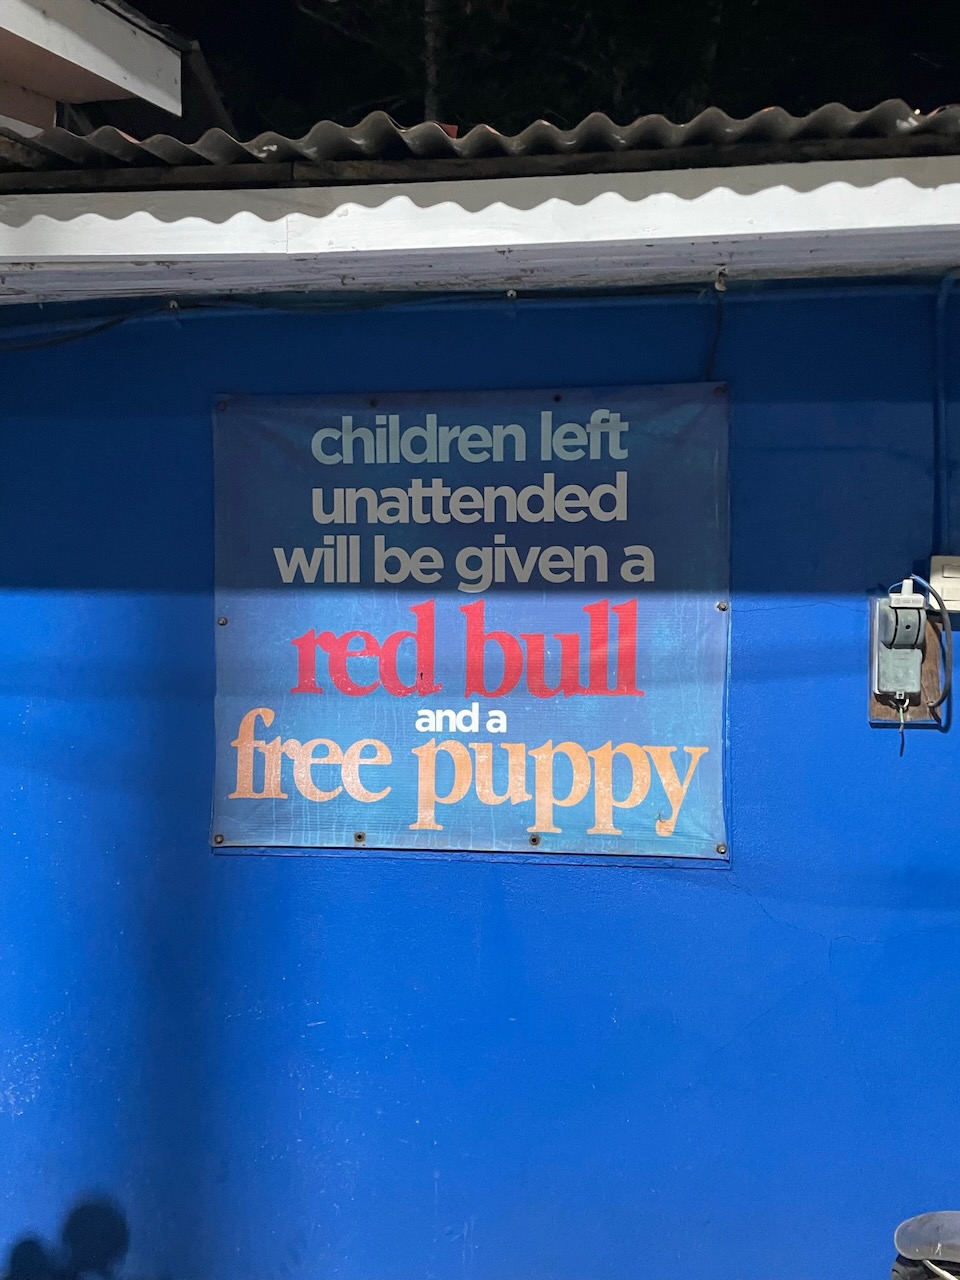 children left
unattended
will be given a
red bull
and a
free puppy